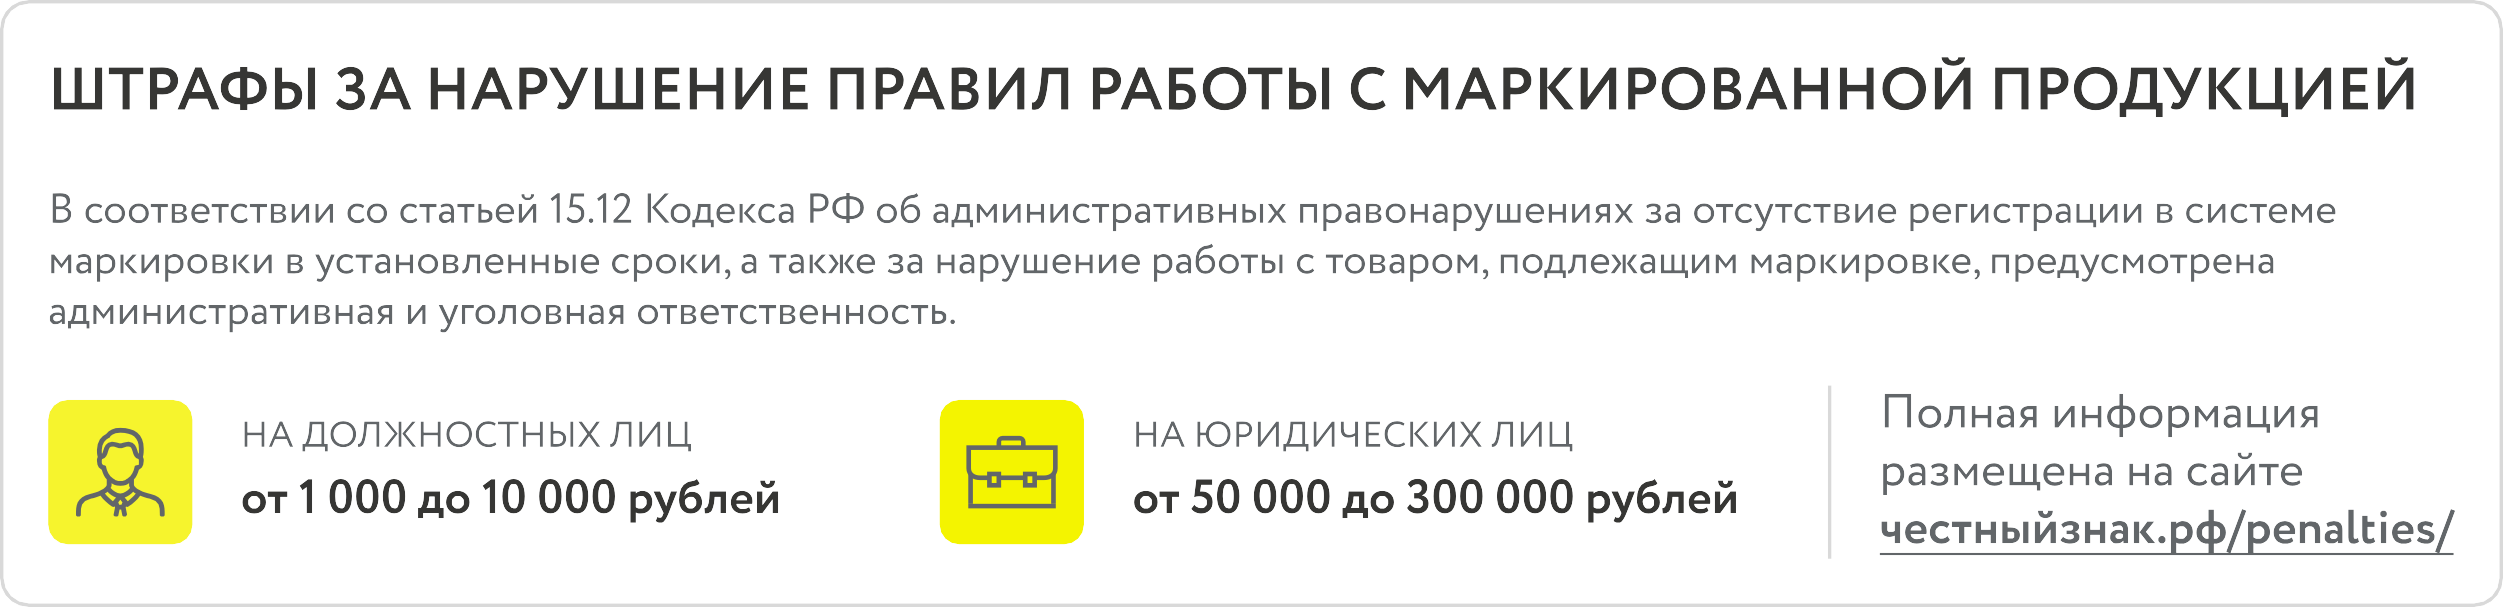 ШТРАФЫ ЗА НАРУШЕНИЕ ПРАВИЛ РАБОТЫ С МАРКИРОВАННОЙ ПРОДУКЦИЕЙ
В соответствии со статьей 15.12 Кодекса РФ об административных правонарушениях за отсутствие регистрации в системе
маркировки в установленные сроки, а также за нарушение работы с товаром, подлежащим маркировке, предусмотрена
административная и уголовная ответственность.
НАДОЛЖНОСТНЫХ ЛИЦ
от 1 000 до 10 000 рублей
НА ЮРИДИЧЕСКИХ ЛИЦ
от 50 000 до 300 000 рублей
Полная информация
размещена на сайте
честныйзнак.рф/penalties/